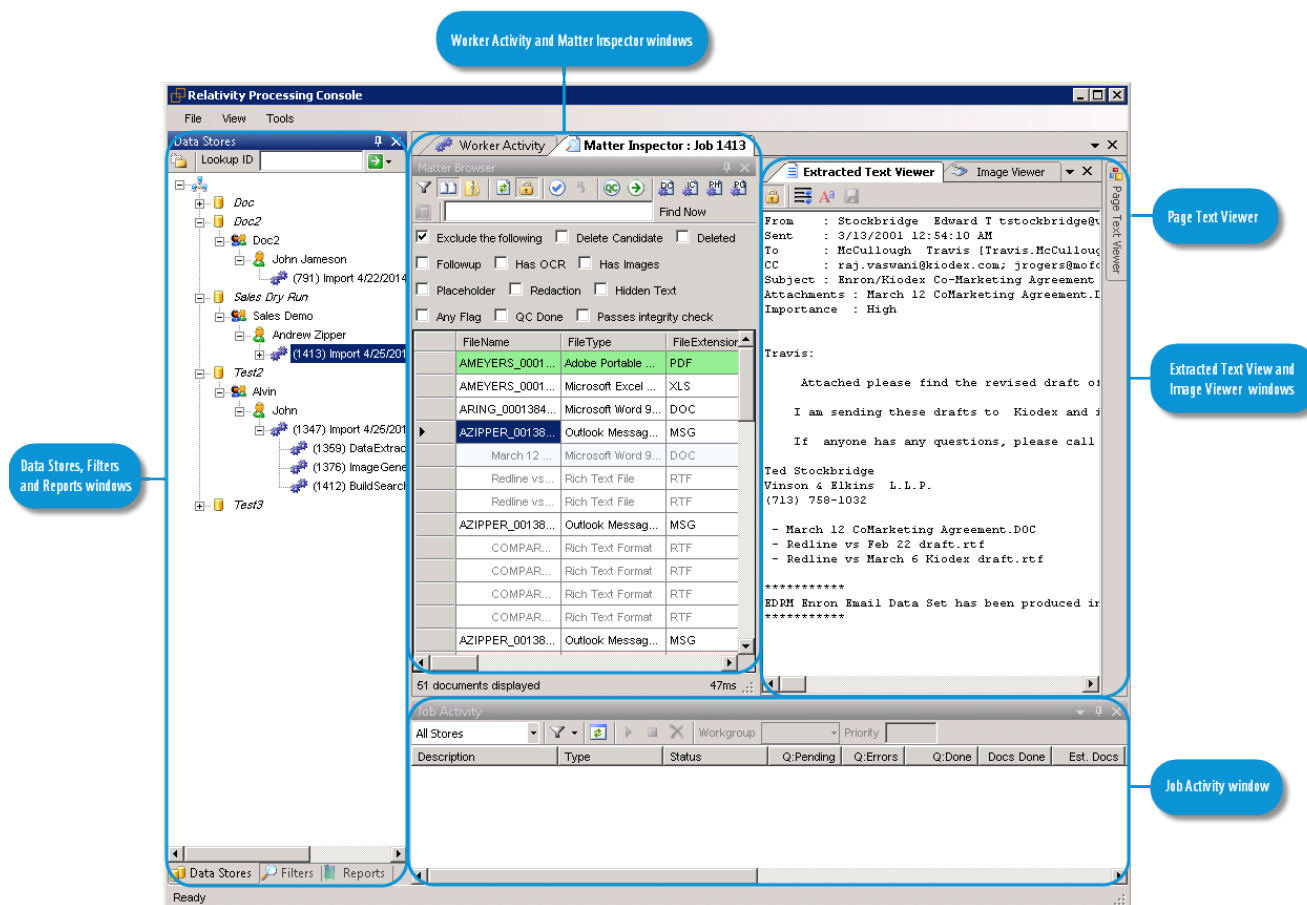 Worker Activity and Matter Inspector windows
Relativity Processing Console
File View Tools
Data Stores
Lookup ID
Doc
Doc2
Doc2
John Jameson
(791) Import 4/22/2014
Sales Dry Run
Sales Demo
Andrew Zipper
(1413) Import 4/25/201
Test2
Alvin
John
(1347) Import 4/25/201
(1359) DataExtrac
(1376) ImageGene
(1412) BuildSearch
Test3
Data Stores Filters Reports
Ready
Worker Activity Matter Inspector : Job 1413
Matter Browser
QC
Find Now
Exclude the following Delete Candidate Deleted
Followup Has OCR Has Images
Placeholder Redaction Hidden Text
Any Flag QC Done Passes integrity check
FileName FileType FileExtension
AMEYERS_0001... Adobe Portable ... PDF
AMEYERS_0001... Microsoft Excel ... XLS
ARING_0001384... Microsoft Word 9... DOC
AZIPPER_00138... Outlook Messag... MSG
March 12 ... Microsoft Word 9... DOC
Redline vs... Rich Text File RTF
Redline vs... Rich Text File RTF
AZIPPER_00138... Outlook Messag... MSG
COMPAR... Rich Text Format RTF
COMPAR... Rich Text Format RTF
COMPAR... Rich Text Format RTF
COMPAR... Rich Text Format RTF
AZIPPER_00138... Outlook Messag... MSG
51 documents displayed 47ms
Extracted Text Viewer Image Viewer
Page Text Viewer
From : Stockbridge Edward T tstockbridge@v
Sent : 3/13/2001 12:54:10 AM
To : McCullough Travis [Travis.McCulloug
CC : raj.vaswani@kiodex.com; jrogers@mofo
Subject : Enron/Kiodex Co-Marketing Agreement
Attachments : March 12 CoMarketing Agreement.D
Importance : High
Travis:
Attached please find the revised draft of
I am sending these drafts to Kiodex and i
If anyone has any questions, please call
Ted Stockbridge
Vinson & Elkins L.L.P.
(713) 758-1032
- March 12 CoMarketing Agreement.DOC
- Redline vs Feb 22 draft.rtf
- Redline vs March 6 Kiodex draft.rtf
***********
EDRM Enron Email Data Set has been produced in
***********
Job Activity
All Stores Workgroup Priority
Description Type Status Q:Pending Q:Errors Q:Done Docs Done Est. Docs
Page Text Viewer
Extracted Text View and
Image Viewer windows
Data Stores, Filters
and Reports windows
Job Activity window